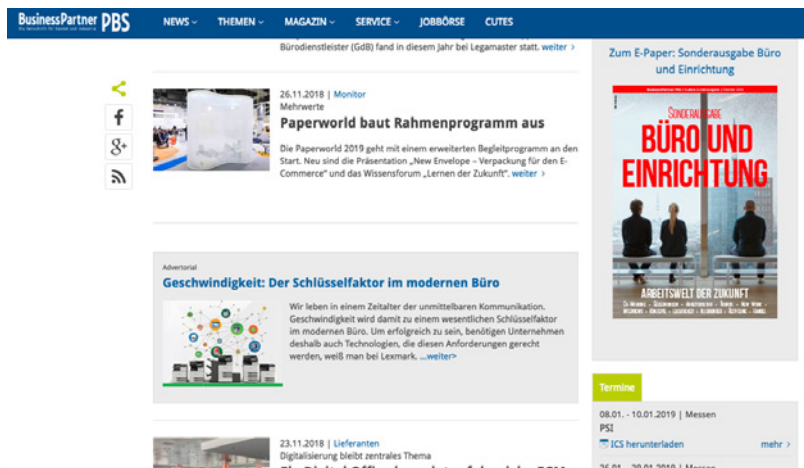 BusinessPartner PBS
NEWS
THEMEN
MAGAZIN
SERVICE
JOBBÖRSE
CUTES
Bürodienstleister (GdB) fand in diesem Jahr bei Legamaster statt. weiter >
26.11.2018 | Monitor
Mehrwerte
Paperworld baut Rahmenprogramm aus
Die Paperworld 2019 geht mit einem erweiterten Begleitprogramm an den
Start. Neu sind die Präsentation „New Envelope – Verpackung für den E-
Commerce“ und das Wissensforum „Lernen der Zukunft“. weiter >
Advertorial
Geschwindigkeit: Der Schlüsselfaktor im modernen Büro
Wir leben in einem Zeitalter der unmittelbaren Kommunikation.
Geschwindigkeit wird damit zu einem wesentlichen Schlüsselfaktor
im modernen Büro. Um erfolgreich zu sein, benötigen Unternehmen
deshalb auch Technologien, die diesen Anforderungen gerecht
werden, weiß man bei Lexmark. ...weiter>
23.11.2018 | Lieferanten
Digitalisierung bleibt zentrales Thema
Zum E-Paper: Sonderausgabe Büro
und Einrichtung
SONDERAUSGABE
BÜRO UND
EINRICHTUNG
ARBEITSWELT DER ZUKUNFT
Termine
08.01. - 10.01.2019 | Messen
PSI
ICS herunterladen
mehr >
26.01. - 29.01.2019 | Messen